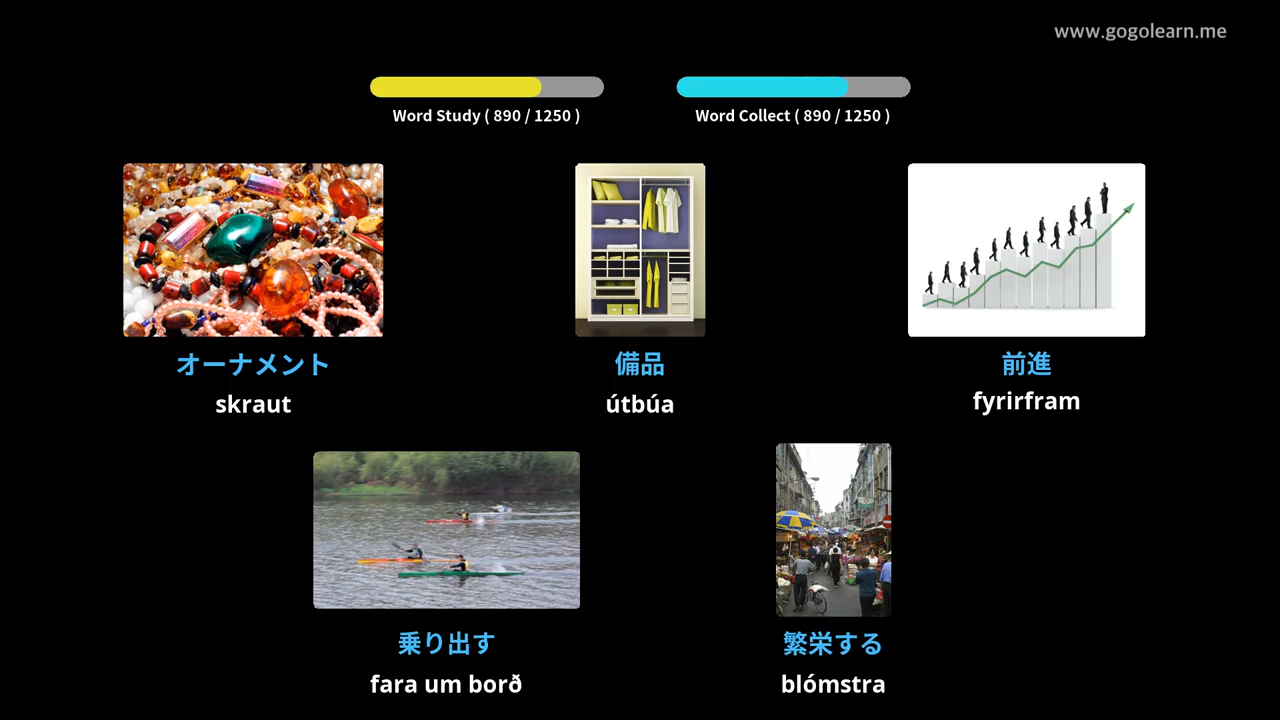 www.gogolearn.me
Word Study ( 890 / 1250 )
Word Collect ( 890 / 1250 )
オーナメント
skraut
備品
útbúa
前進
fyrirfram
乗り出す
fara um borð
繁栄する
blómstra